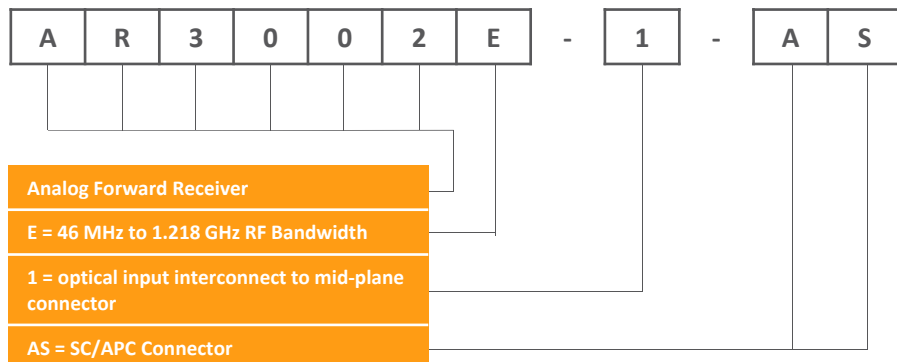 A R 3 0 0 2 E - 1 - A S
Analog Forward Receiver
E = 46 MHz to 1.218 GHz RF Bandwidth
1 = optical input interconnect to mid-plane
connector
AS = SC/APC Connector